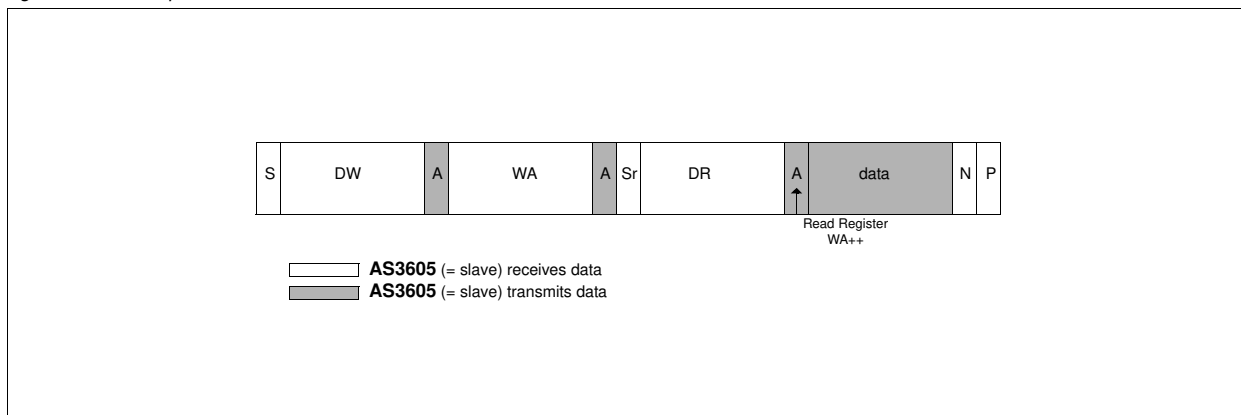 S DW A WA A Sr DR A data N P
Read Register
WA++
AS3605 (= slave) receives data
AS3605 (= slave) transmits data